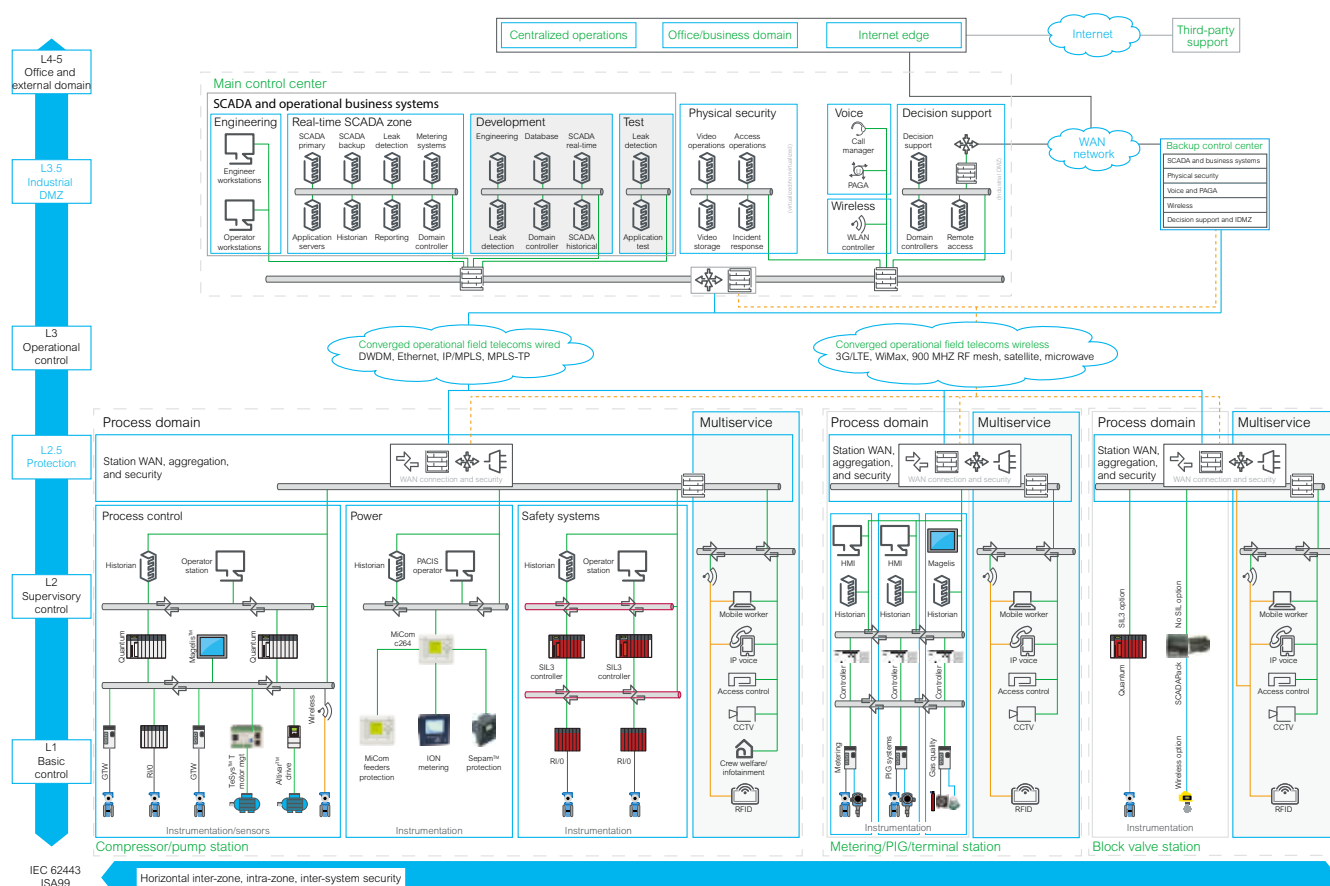 Centralized operations
Office/business domain
Internet edge
Internet
Third-party
support
L4-5
Office and
external domain
Main control center
SCADA and operational business systems
Engineering
Engineer
workstations
Operator
workstations
Real-time SCADA zone
SCADA
primary
SCADA
backup
Leak
detection
Metering
systems
Application
servers
Historian
Reporting
Domain
controller
Development
Engineering
Database
SCADA
real-time
Leak
detection
Domain
controller
SCADA
historical
Test
Leak
detection
Application
test
Physical security
Video
operations
Access
operations
Video
storage
Incident
response
(virtualized/nonvirtualized)
Voice
Call
manager
PAGA
Wireless
WLAN
controller
Decision support
Decision
support
Domain
controllers
Remote
access
(industrial DMZ)
WAN
network
Backup control center
SCADA and business systems
Physical security
Voice and PAGA
Wireless
Decision support and IDMZ
L3.5
Industrial
DMZ
L3
Operational
control
Converged operational field telecoms wired
DWDM, Ethernet, IP/MPLS, MPLS-TP
Converged operational field telecoms wireless
3G/LTE, WiMax, 900 MHZ RF mesh, satellite, microwave
L2.5
Protection
Process domain
Multiservice
Station WAN, aggregation,
and security
WAN connection and security
Process control
Historian
Operator
station
Quantum
Magelis™
Quantum
Wireless
GTW
RI/0
GTW
TeSys™ T
motor mgt
Altivar™
drive
Instrumentation/sensors
Power
Historian
PACIS
operator
MiCom
c264
MiCom
feeders
protection
ION
metering
Sepam™
protection
Instrumentation
Safety systems
Historian
Operator
station
SIL3
controller
SIL3
controller
RI/0
RI/0
Instrumentation
Mobile worker
IP voice
Access control
CCTV
Crew welfare/
infotainment
RFID
Compressor/pump station
Process domain
Multiservice
Station WAN,
aggregation,
and security
WAN connection and security
HMI
HMI
Magelis
Historian
Historian
Historian
Controller
Controller
Controller
Metering
PIG systems
Gas quality
Instrumentation
Mobile worker
IP voice
Access control
CCTV
RFID
Metering/PIG/terminal station
Process domain
Multiservice
Station WAN,
aggregation,
and security
WAN connection and security
SIL3 option
No SIL option
Quantum
SCADAPack
Wireless option
Instrumentation
Mobile worker
IP voice
Access control
CCTV
RFID
Block valve station
L2
Supervisory
control
L1
Basic
control
IEC 62443
ISA99
Horizontal inter-zone, intra-zone, inter-system security